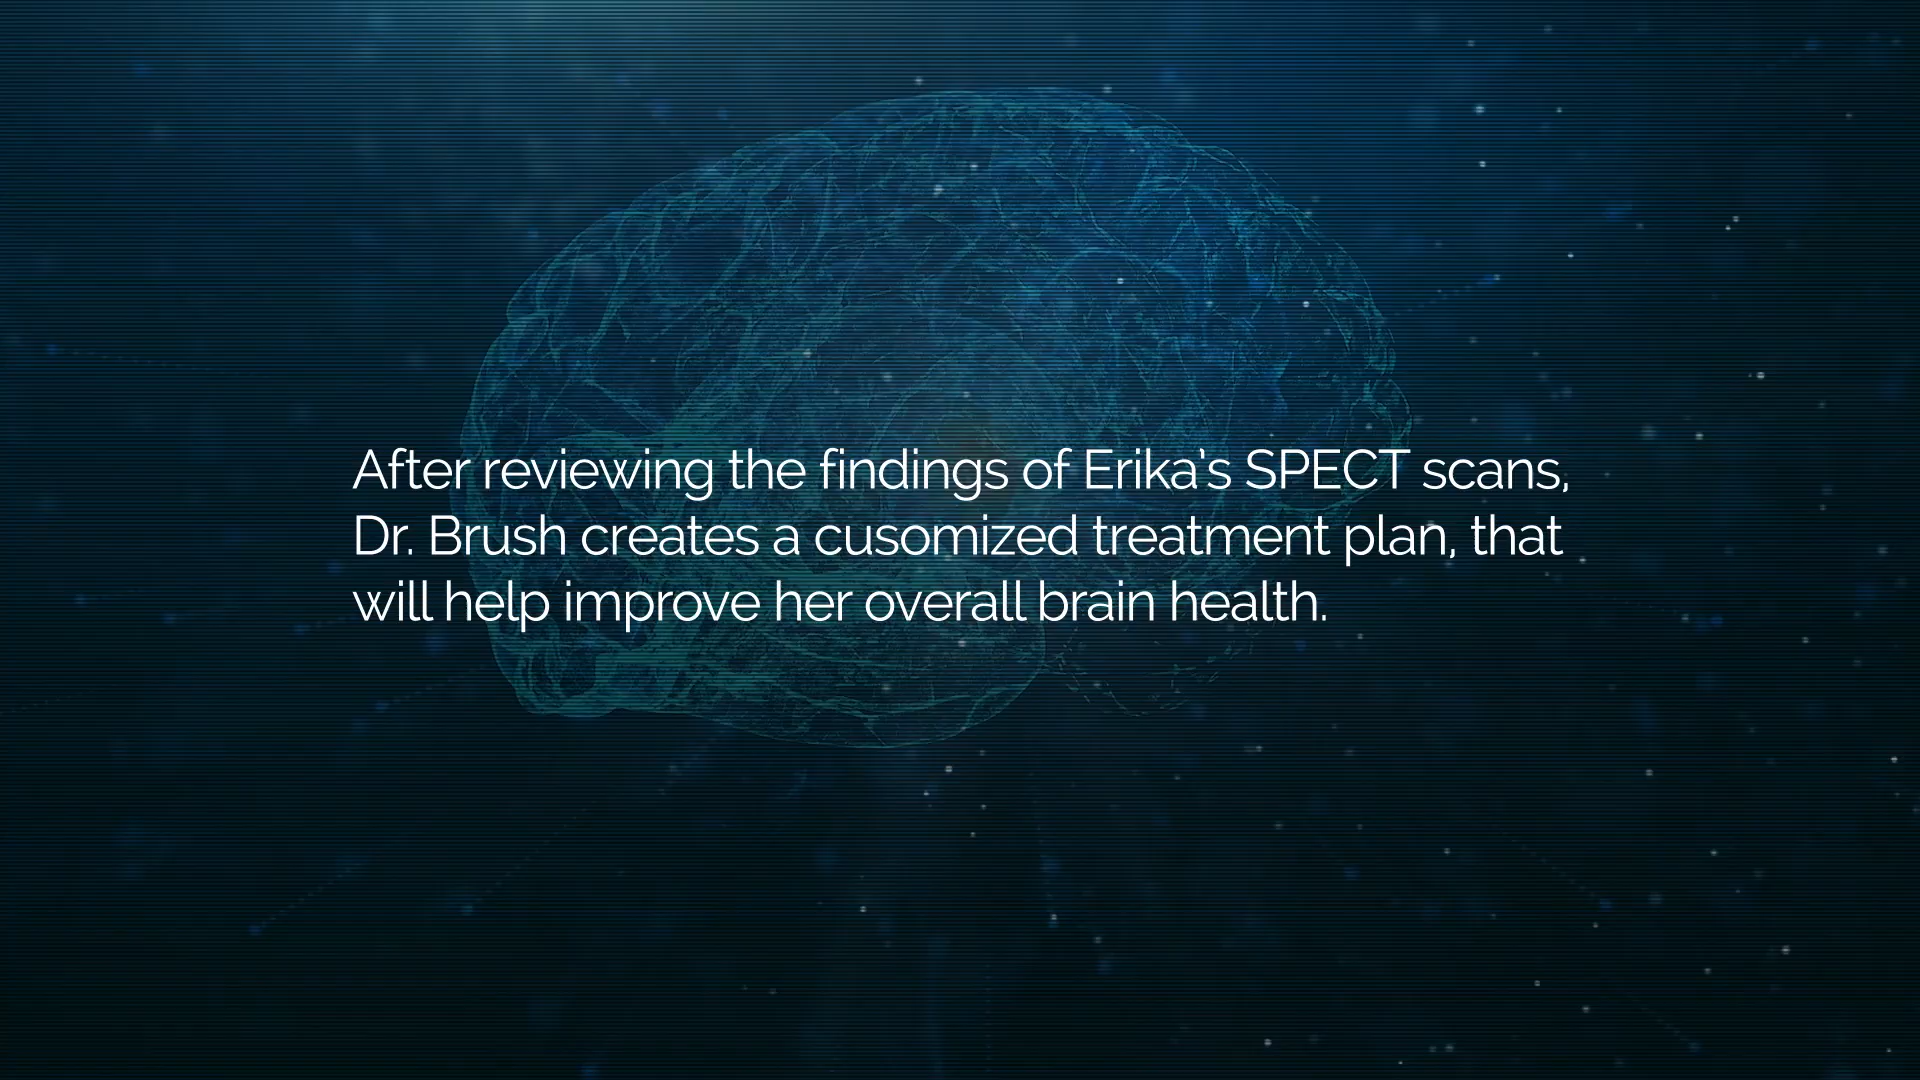 After reviewing the findings of Erika's SPECT scans,
Dr. Brush creates a cusomized treatment plan, that
will help improve her overall brain health.